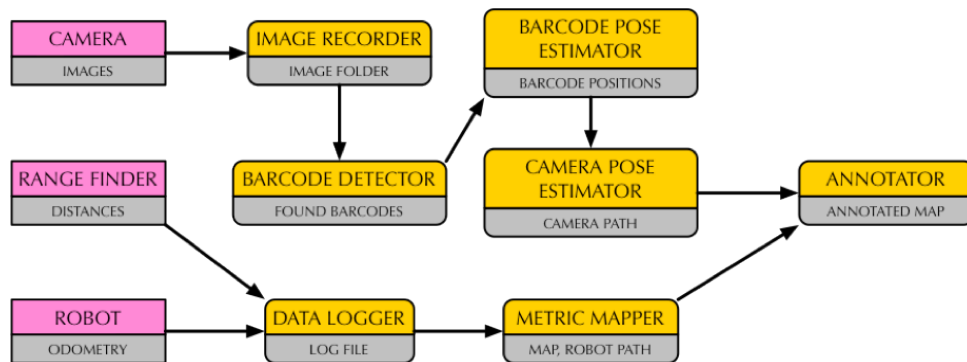 CAMERA
IMAGES
IMAGE RECORDER
IMAGE FOLDER
BARCODE POSE
ESTIMATOR
BARCODE POSITIONS
RANGE FINDER
DISTANCES
BARCODE DETECTOR
FOUND BARCODES
CAMERA POSE
ESTIMATOR
CAMERA PATH
ANNOTATOR
ANNOTATED MAP
ROBOT
ODOMETRY
DATA LOGGER
LOG FILE
METRIC MAPPER
MAP, ROBOT PATH